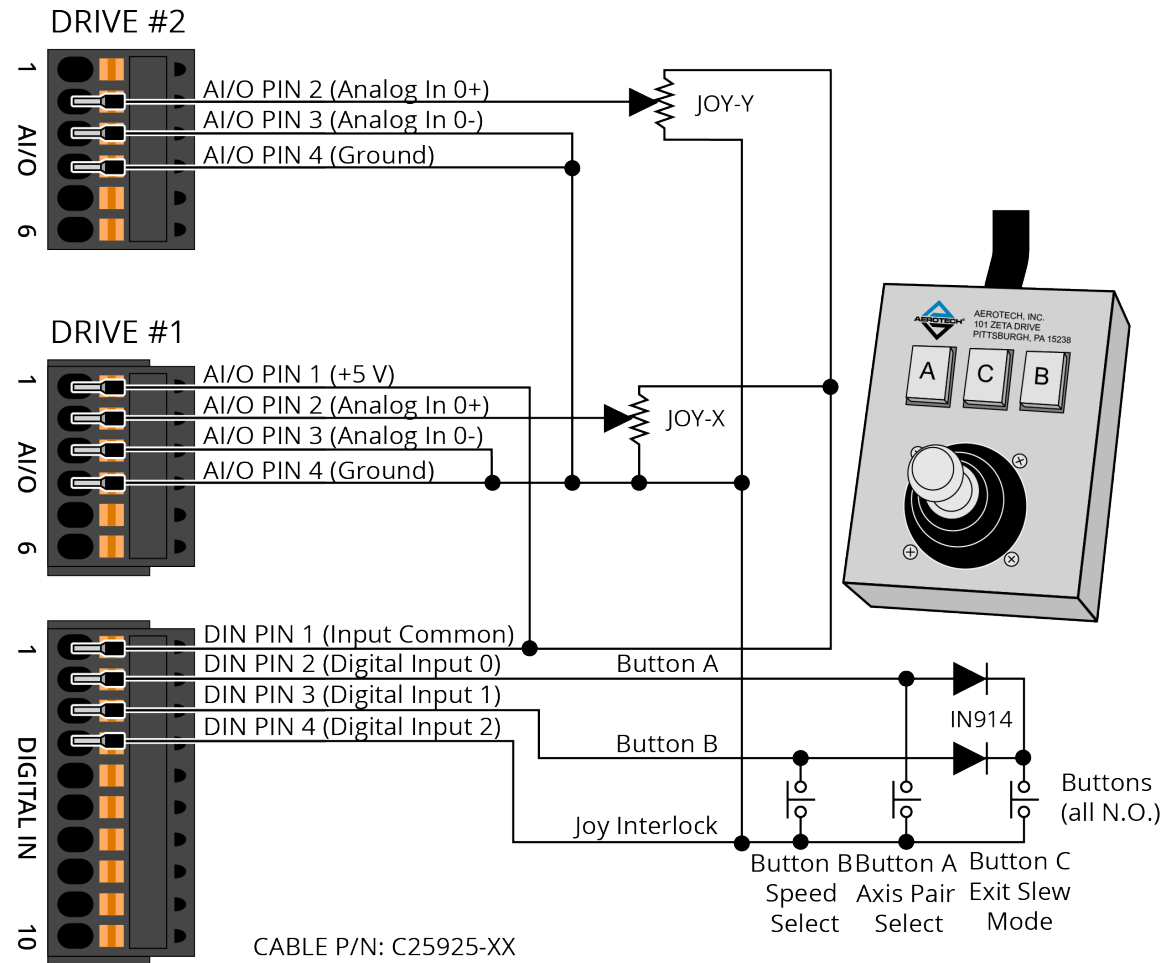 DRIVE #2
1
AI/O
6
AI/O PIN 2 (Analog In 0+)
AI/O PIN 3 (Analog In 0-)
AI/O PIN 4 (Ground)
JOY-Y
DRIVE #1
1
AI/O
6
AI/O PIN 1 (+5 V)
AI/O PIN 2 (Analog In 0+)
AI/O PIN 3 (Analog In 0-)
AI/O PIN 4 (Ground)
JOY-X
AEROTECH
AEROTECH, INC.
101 ZETA DRIVE
PITTSBURGH, PA 15238
A
C
B
1
DIGITAL IN
10
DIN PIN 1 (Input Common)
DIN PIN 2 (Digital Input 0)
DIN PIN 3 (Digital Input 1)
DIN PIN 4 (Digital Input 2)
Button A
IN914
Button B
Joy Interlock
Buttons
(all N.O.)
Button B
Speed
Select
Button A
Axis Pair
Select
Button C
Exit Slew
Mode
CABLE P/N: C25925-XX